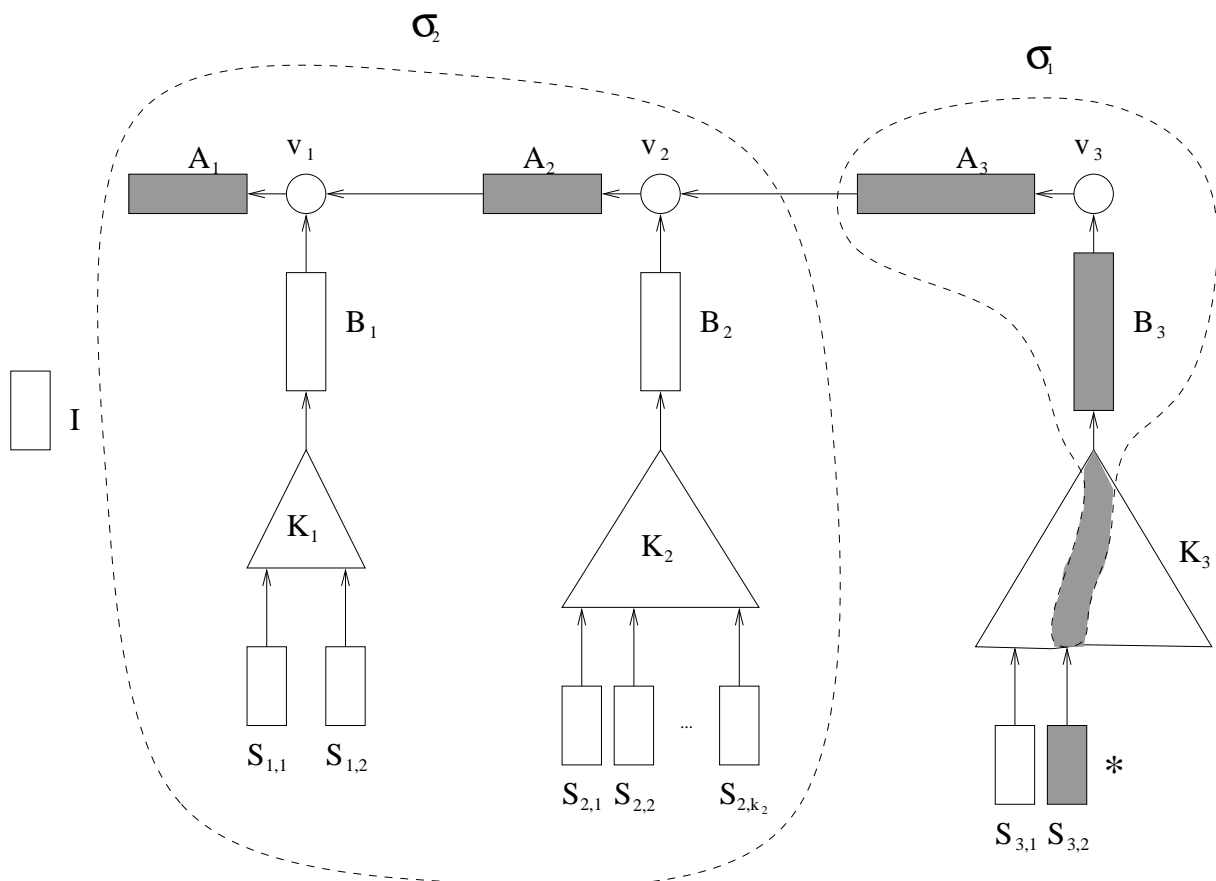 σ₂
σ₁
A₁ v₁ A₂ v₂ A₃ v₃
B₁ B₂ B₃
I
K₁ K₂ K₃
S₁,₁ S₁,₂ S₂,₁ S₂,₂ ... S₂,ₖ₂ S₃,₁ S₃,₂ *